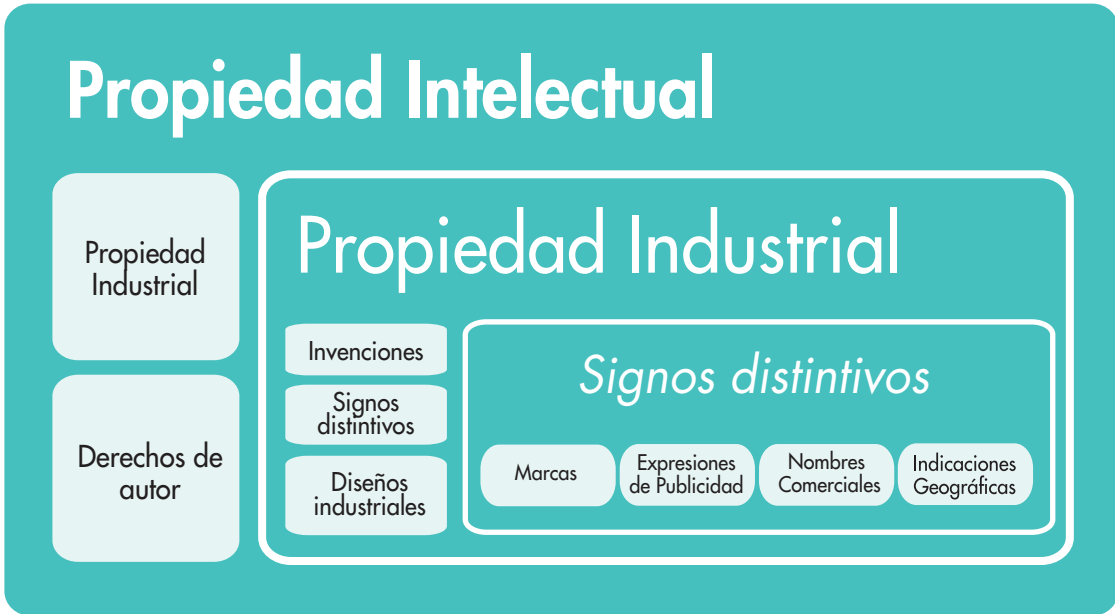 Propiedad Intelectual
Propiedad
Industrial
Derechos de
autor
Propiedad Industrial
Invenciones
Signos
distintivos
Diseños
industriales
Signos distintivos
Marcas
Expresiones
de Publicidad
Nombres
Comerciales
Indicaciones
Geográficas